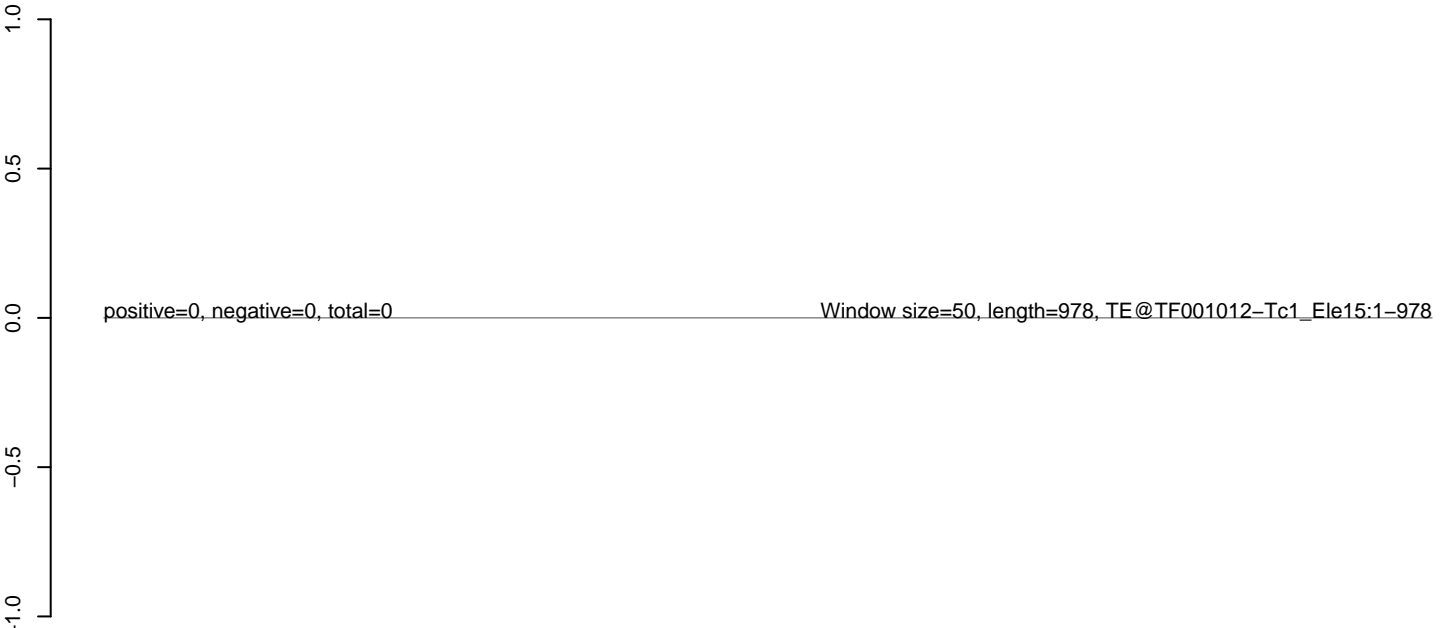 1.0
0.5
positive=0, negative=0, total=0
Window size=50, length=978, TE@TF001012−Tc1_Ele15:1−978
0.0
−0.5
−1.0